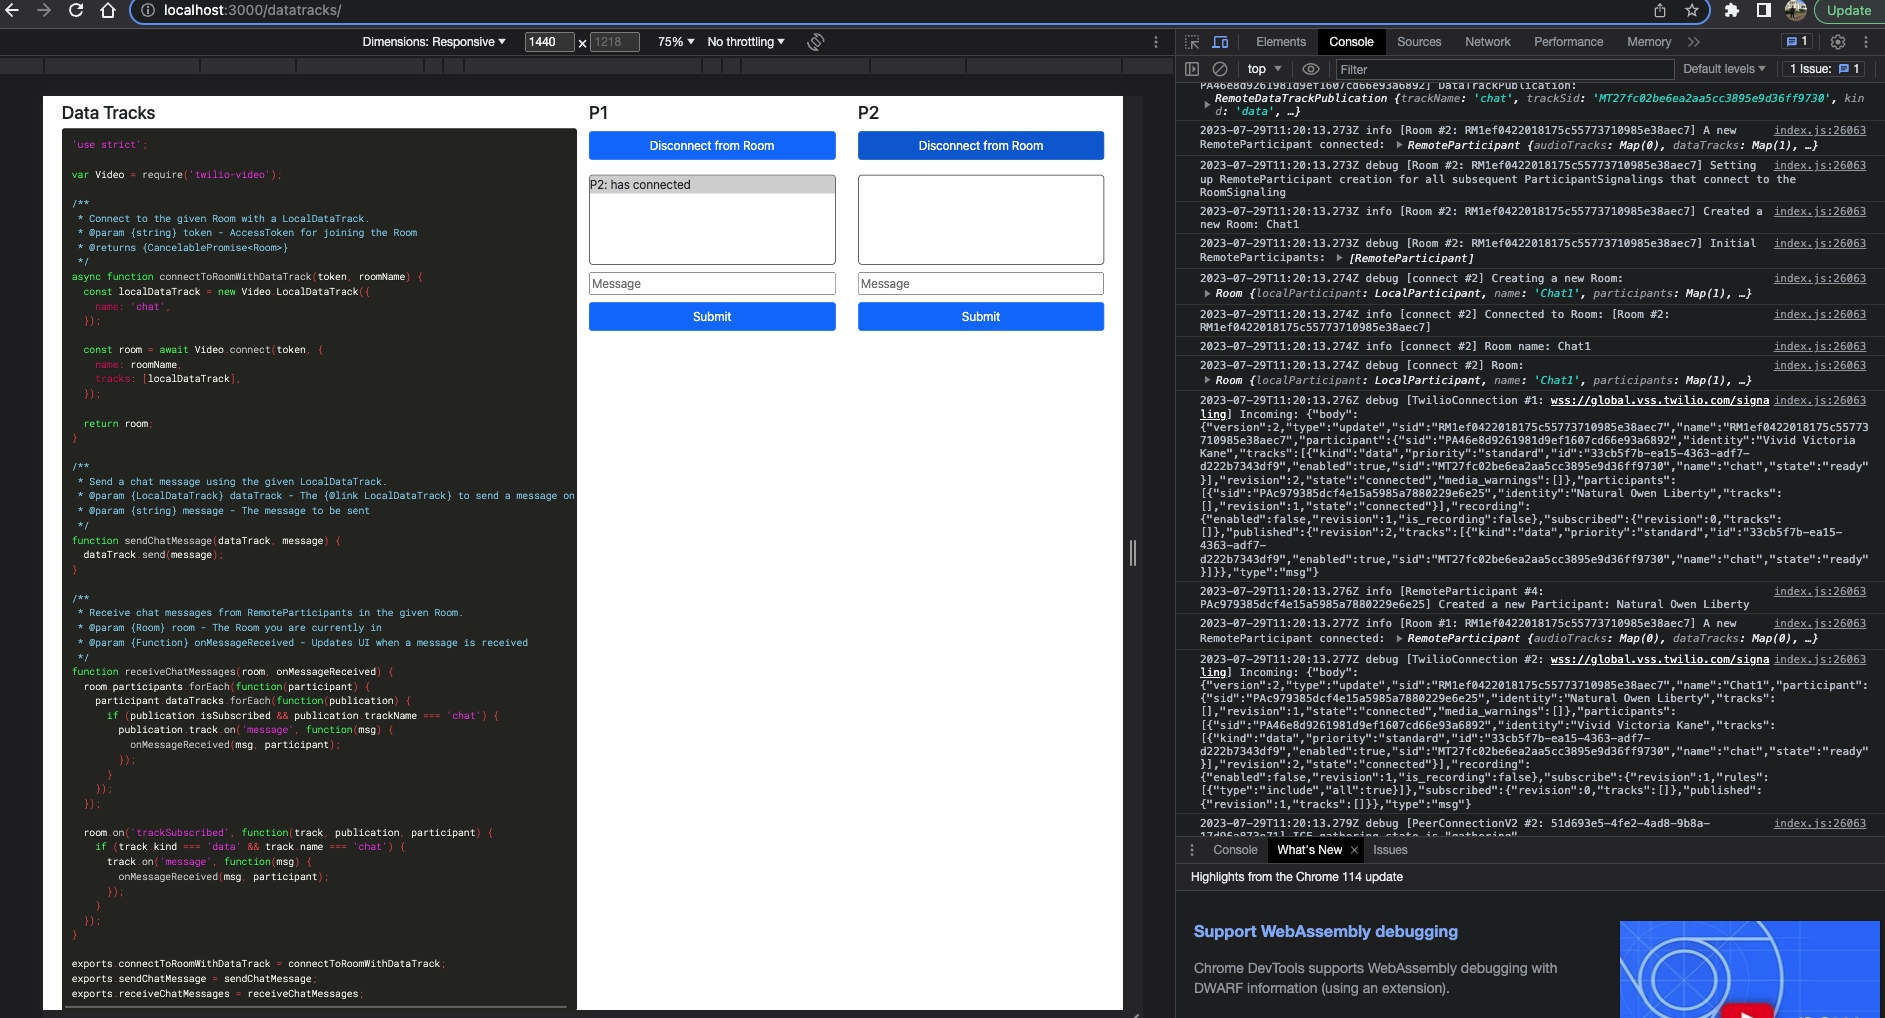 localhost:3000/datatracks/
Update
Dimensions: Responsive 1440 x 1218 75% No throttling
Data Tracks
'use strict';
var Video = require('twilio-video');
/**
* Connect to the given Room with a LocalDataTrack.
* @param {string} token - AccessToken for joining the Room
* @returns {CancelablePromise<Room>}
*/
async function connectToRoomWithDataTrack(token, roomName) {
const localDataTrack = new Video.LocalDataTrack({
name: 'chat',
});
const room = await Video.connect(token, {
name: roomName,
tracks: [localDataTrack],
});
return room;
}
/**
* Send a chat message using the given LocalDataTrack.
* @param {LocalDataTrack} dataTrack - The {@link LocalDataTrack} to send a message on
* @param {string} message - The message to be sent
*/
function sendChatMessage(dataTrack, message) {
dataTrack.send(message);
}
/**
* Receive chat messages from RemoteParticipants in the given Room.
* @param {Room} room - The Room you are currently in
* @param {Function} onMessageReceived - Updates UI when a message is received
*/
function receiveChatMessages(room, onMessageReceived) {
room.participants.forEach(function(participant) {
participant.dataTracks.forEach(function(publication) {
if (publication.isSubscribed && publication.trackName === 'chat') {
publication.track.on('message', function(msg) {
onMessageReceived(msg, participant);
});
}
});
});
room.on('trackSubscribed', function(track, publication, participant) {
if (track.kind === 'data' && track.name === 'chat') {
track.on('message', function(msg) {
onMessageReceived(msg, participant);
});
}
});
}
exports.connectToRoomWithDataTrack = connectToRoomWithDataTrack;
exports.sendChatMessage = sendChatMessage;
exports.receiveChatMessages = receiveChatMessages;
P1
Disconnect from Room
P2: has connected
Message
Submit
P2
Disconnect from Room
Message
Submit
Elements Console Sources Network Performance Memory 1
top Filter Default levels 1 Issue: 1
PA46e8d9261981d9ef1607cd66e93a6892] DataTrackPublication:
RemoteDataTrackPublication {trackName: 'chat', trackSid: 'MT27fc02be6ea2aa5cc3895e9d36ff9730', kin
d: 'data', …}
2023-07-29T11:20:13.273Z info [Room #2: RM1ef0422018175c55773710985e38aec7] A new index.js:26063
RemoteParticipant connected: RemoteParticipant {audioTracks: Map(0), dataTracks: Map(1), …}
2023-07-29T11:20:13.273Z debug [Room #2: RM1ef0422018175c55773710985e38aec7] Setting index.js:26063
up RemoteParticipant creation for all subsequent ParticipantSignalings that connect to the
RoomSignaling
2023-07-29T11:20:13.273Z info [Room #2: RM1ef0422018175c55773710985e38aec7] Created a index.js:26063
new Room: Chat1
2023-07-29T11:20:13.273Z debug [Room #2: RM1ef0422018175c55773710985e38aec7] Initial index.js:26063
RemoteParticipants: [RemoteParticipant]
2023-07-29T11:20:13.274Z debug [connect #2] Creating a new Room: index.js:26063
Room {localParticipant: LocalParticipant, name: 'Chat1', participants: Map(1), …}
2023-07-29T11:20:13.274Z info [connect #2] Connected to Room: [Room #2: index.js:26063
RM1ef0422018175c55773710985e38aec7]
2023-07-29T11:20:13.274Z info [connect #2] Room name: Chat1 index.js:26063
2023-07-29T11:20:13.274Z debug [connect #2] Room: index.js:26063
Room {localParticipant: LocalParticipant, name: 'Chat1', participants: Map(1), …}
2023-07-29T11:20:13.276Z debug [TwilioConnection #1: wss://global.vss.twilio.com/signa index.js:26063
ling] Incoming: {"body":
{"version":2,"type":"update","sid":"RM1ef0422018175c55773710985e38aec7","name":"RM1ef0422018175c55773
710985e38aec7","participant":{"sid":"PA46e8d9261981d9ef1607cd66e93a6892","identity":"Vivid Victoria
Kane","tracks":[{"kind":"data","priority":"standard","id":"33cb5f7b-ea15-4363-adf7-
d222b7343df9","enabled":true,"sid":"MT27fc02be6ea2aa5cc3895e9d36ff9730","name":"chat","state":"ready"
}],"revision":2,"state":"connected","media_warnings":[]},"participants":
[{"sid":"PAc979385dcf4e15a5985a7880229e6e25","identity":"Natural Owen Liberty","tracks":
[],"revision":1,"state":"connected"}],"recording":
{"enabled":false,"revision":1,"is_recording":false},"subscribed":{"revision":0,"tracks":
[]},"published":{"revision":2,"tracks":[{"kind":"data","priority":"standard","id":"33cb5f7b-ea15-
4363-adf7-
d222b7343df9","enabled":true,"sid":"MT27fc02be6ea2aa5cc3895e9d36ff9730","name":"chat","state":"ready"
}]}},"type":"msg"}
2023-07-29T11:20:13.276Z info [RemoteParticipant #4: index.js:26063
PAc979385dcf4e15a5985a7880229e6e25] Created a new Participant: Natural Owen Liberty
2023-07-29T11:20:13.276Z info [Room #1: RM1ef0422018175c55773710985e38aec7] A new index.js:26063
RemoteParticipant connected: RemoteParticipant {audioTracks: Map(0), dataTracks: Map(0), …}
2023-07-29T11:20:13.277Z debug [TwilioConnection #2: wss://global.vss.twilio.com/signa index.js:26063
ling] Incoming: {"body":
{"version":2,"type":"update","sid":"RM1ef0422018175c55773710985e38aec7","name":"Chat1","participant":
{"sid":"PAc979385dcf4e15a5985a7880229e6e25","identity":"Natural Owen Liberty","tracks":
[],"revision":1,"state":"connected","media_warnings":[]},"participants":
[{"sid":"PA46e8d9261981d9ef1607cd66e93a6892","identity":"Vivid Victoria Kane","tracks":
[{"kind":"data","priority":"standard","id":"33cb5f7b-ea15-4363-adf7-
d222b7343df9","enabled":true,"sid":"MT27fc02be6ea2aa5cc3895e9d36ff9730","name":"chat","state":"ready"
}],"revision":2,"state":"connected"}],"recording":
{"enabled":false,"revision":1,"is_recording":false},"subscribe":{"revision":1,"rules":
[{"type":"include","all":true}]},"subscribed":{"revision":0,"tracks":[]},"published":
{"revision":1,"tracks":[]}},"type":"msg"}
2023-07-29T11:20:13.279Z debug [PeerConnectionV2 #2: 51d693e5-4fe2-4ad8-9b8a- index.js:26063
17d96a873e71] ICE gathering state is "gathering"
Console What's New Issues
Highlights from the Chrome 114 update
Support WebAssembly debugging
Chrome DevTools supports WebAssembly debugging with
DWARF information (using an extension).